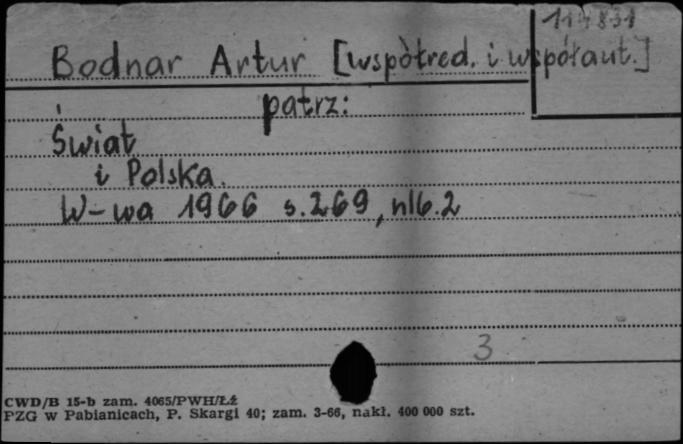 114831
Bodnar Artur [współred. i współaut.]
patrz:
Świat
i Polska.
W-wa 1966 s.269, nlb.2
3
CWD/B 15-b zam. 4065/PWH/Łź
PZG w Pabianicach, P. Skargi 40; zam. 3-66, nakł. 400 000 szt.